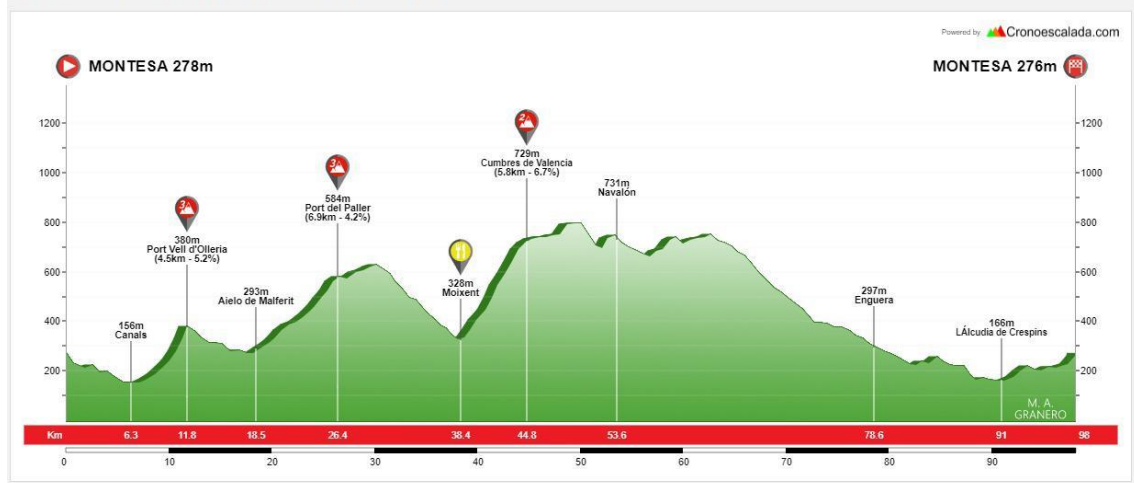 Powered by Cronoescalada.com
MONTESA 278m
MONTESA 276m
1200
1000
800
600
400
200
1200
1000
800
600
400
200
156m
Canals
3ª
380m
Port Vell d'Olleria
(4.5km - 5.2%)
293m
Aielo de Malferit
3ª
584m
Port del Paller
(6.9km - 4.2%)
328m
Moixent
2ª
729m
Cumbres de Valencia
(5.8km - 6.7%)
731m
Navalón
297m
Enguera
166m
LÁlcudia de Crespins
M. A.
GRANERO
Km 6.3 11.8 18.5 26.4 38.4 44.8 53.6 78.6 91 98
0 10 20 30 40 50 60 70 80 90